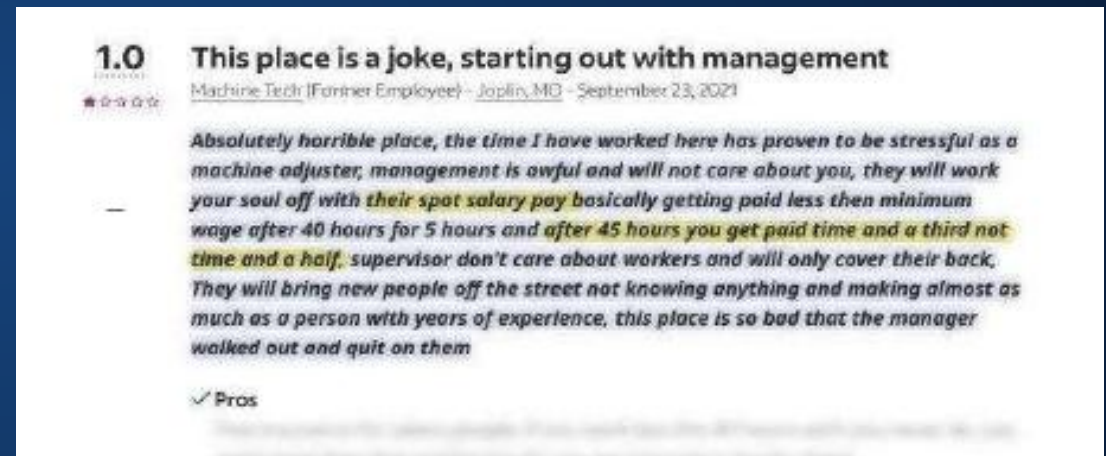 1.0
This place is a joke, starting out with management
Machine Tech (Former Employee) - Joplin, MO - September 23, 2021
Absolutely horrible place, the time I have worked here has proven to be stressful as a
machine adjuster, management is awful and will not care about you, they will work
your soul off with their spot salary pay basically getting paid less then minimum
wage after 40 hours for 5 hours and after 45 hours you get paid time and a third not
time and a half, supervisor don't care about workers and will only cover their back,
They will bring new people off the street not knowing anything and making almost as
much as a person with years of experience, this place is so bad that the manager
walked out and quit on them
Pros